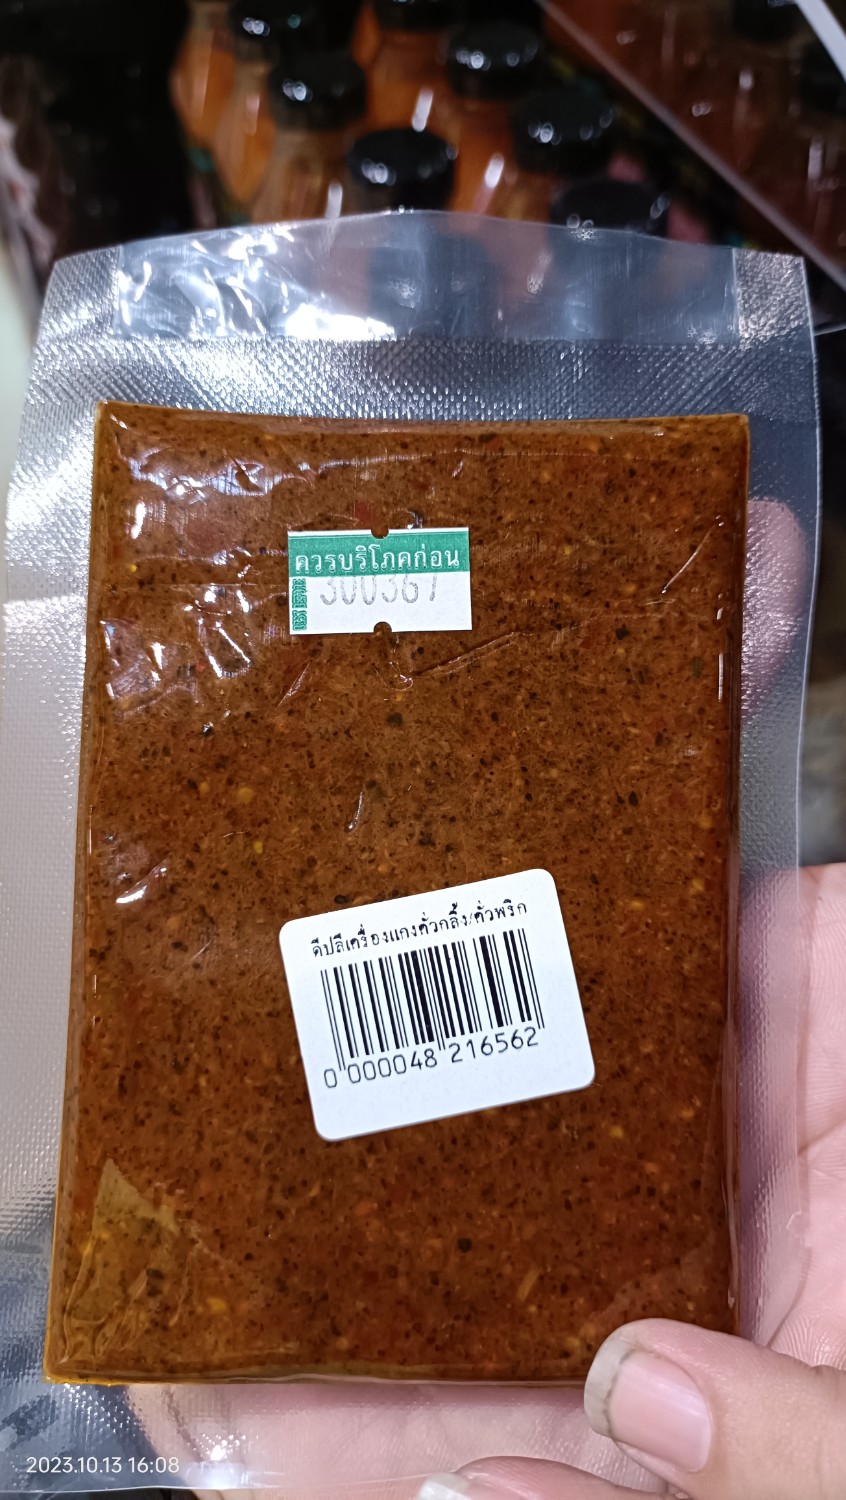 ควรบริโภคก่อน
300367
ดีปลีเครื่องแกงคั่วกลิ้ง/คั่วพริก
0 000048 216562
2023.10.13 16:08